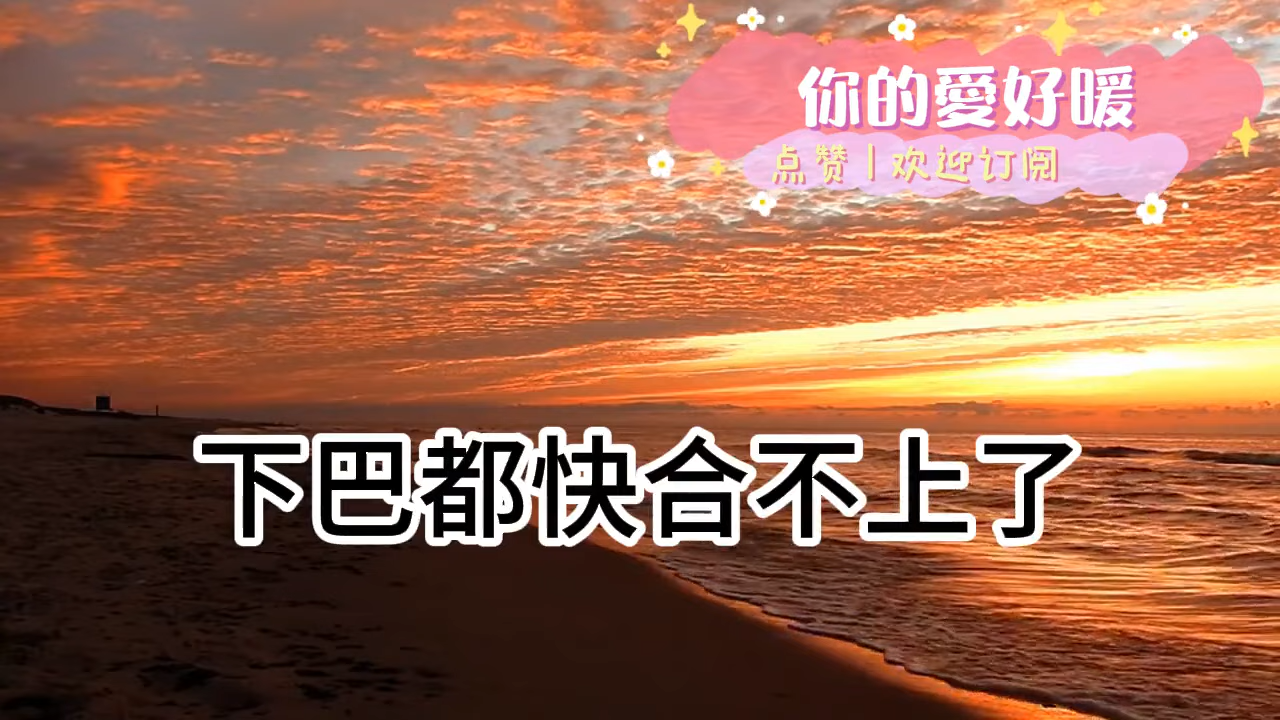 你的愛好暖
点赞 | 欢迎订阅
下巴都快合不上了